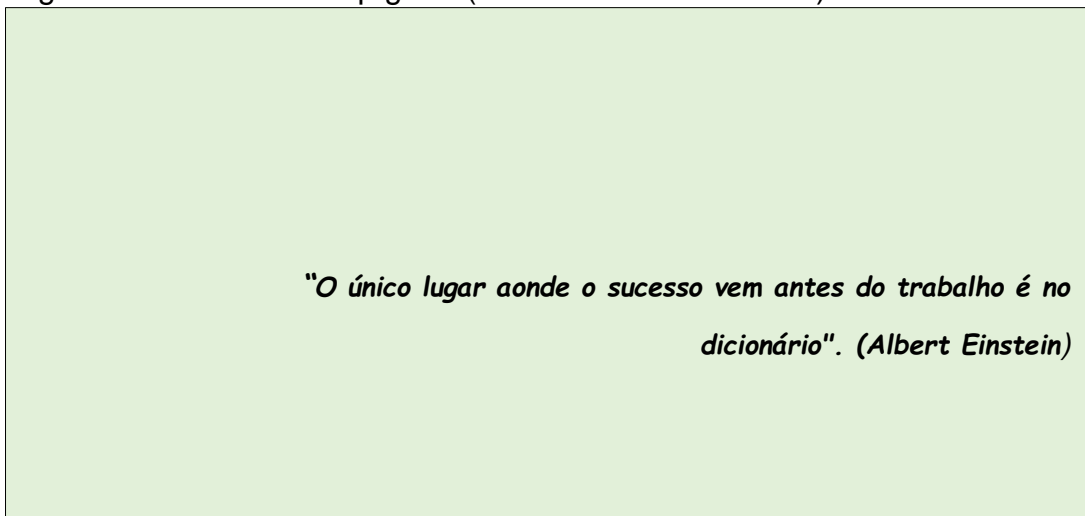 “O único lugar aonde o sucesso vem antes do trabalho é no
dicionário". (Albert Einstein)